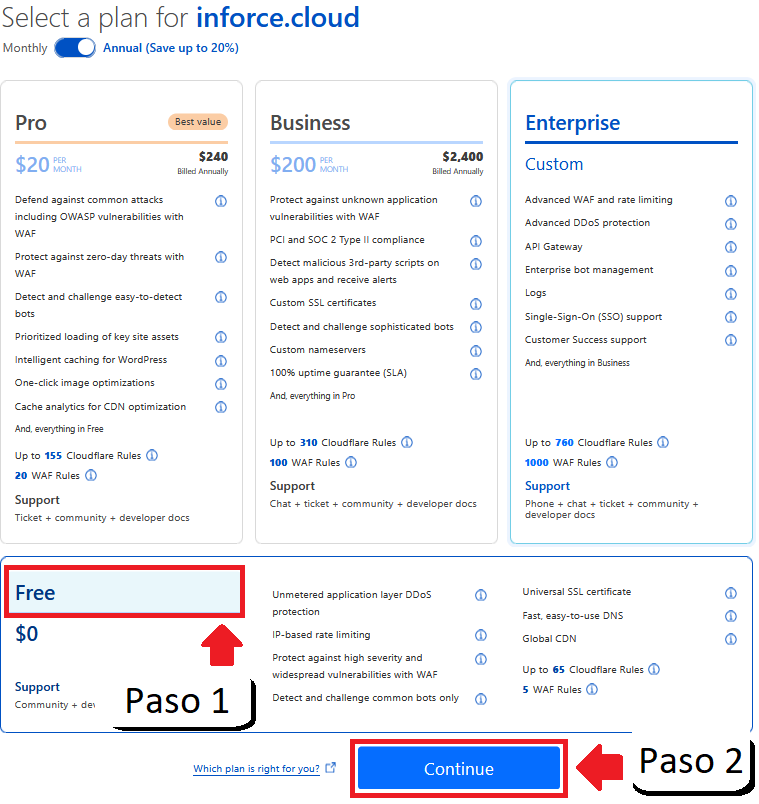 Select a plan for inforce.cloud
Monthly Annual (Save up to 20%)
Pro Best value
$20 PER MONTH $240 Billed Annually
Defend against common attacks
including OWASP vulnerabilities with
WAF
Protect against zero-day threats with
WAF
Detect and challenge easy-to-detect
bots
Prioritized loading of key site assets
Intelligent caching for WordPress
One-click image optimizations
Cache analytics for CDN optimization
And, everything in Free
Up to 155 Cloudflare Rules
20 WAF Rules
Support
Ticket + community + developer docs
Business
$200 PER MONTH $2,400 Billed Annually
Protect against unknown application
vulnerabilities with WAF
PCI and SOC 2 Type II compliance
Detect malicious 3rd-party scripts on
web apps and receive alerts
Custom SSL certificates
Detect and challenge sophisticated bots
Custom nameservers
100% uptime guarantee (SLA)
And, everything in Pro
Up to 310 Cloudflare Rules
100 WAF Rules
Support
Chat + ticket + community + developer docs
Enterprise
Custom
Advanced WAF and rate limiting
Advanced DDoS protection
API Gateway
Enterprise bot management
Logs
Single-Sign-On (SSO) support
Customer Success support
And, everything in Business
Up to 760 Cloudflare Rules
1000 WAF Rules
Support
Phone + chat + ticket + community +
developer docs
Free
$0
Support
Community + dev
Paso 1
Unmetered application layer DDoS
protection
IP-based rate limiting
Protect against high severity and
widespread vulnerabilities with WAF
Detect and challenge common bots only
Universal SSL certificate
Fast, easy-to-use DNS
Global CDN
Up to 65 Cloudflare Rules
5 WAF Rules
Which plan is right for you?
Continue
Paso 2